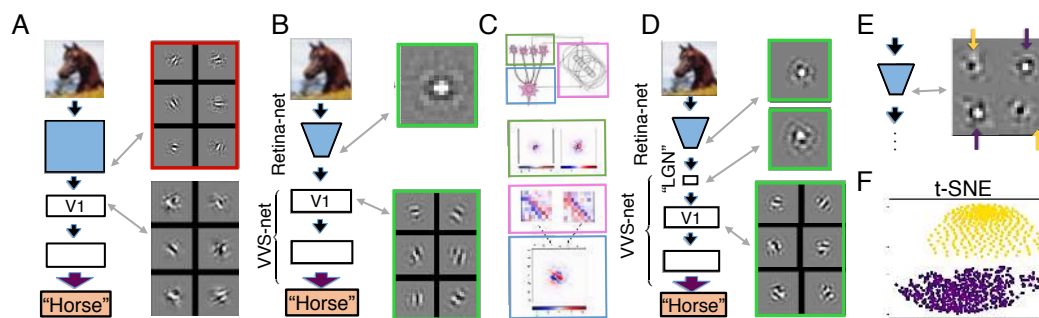 A
V1
"Horse"
B
Retina-net
VVS-net
V1
"Horse"
C
D
Retina-net
"LGN"
VVS-net
V1
"Horse"
E
F
t-SNE